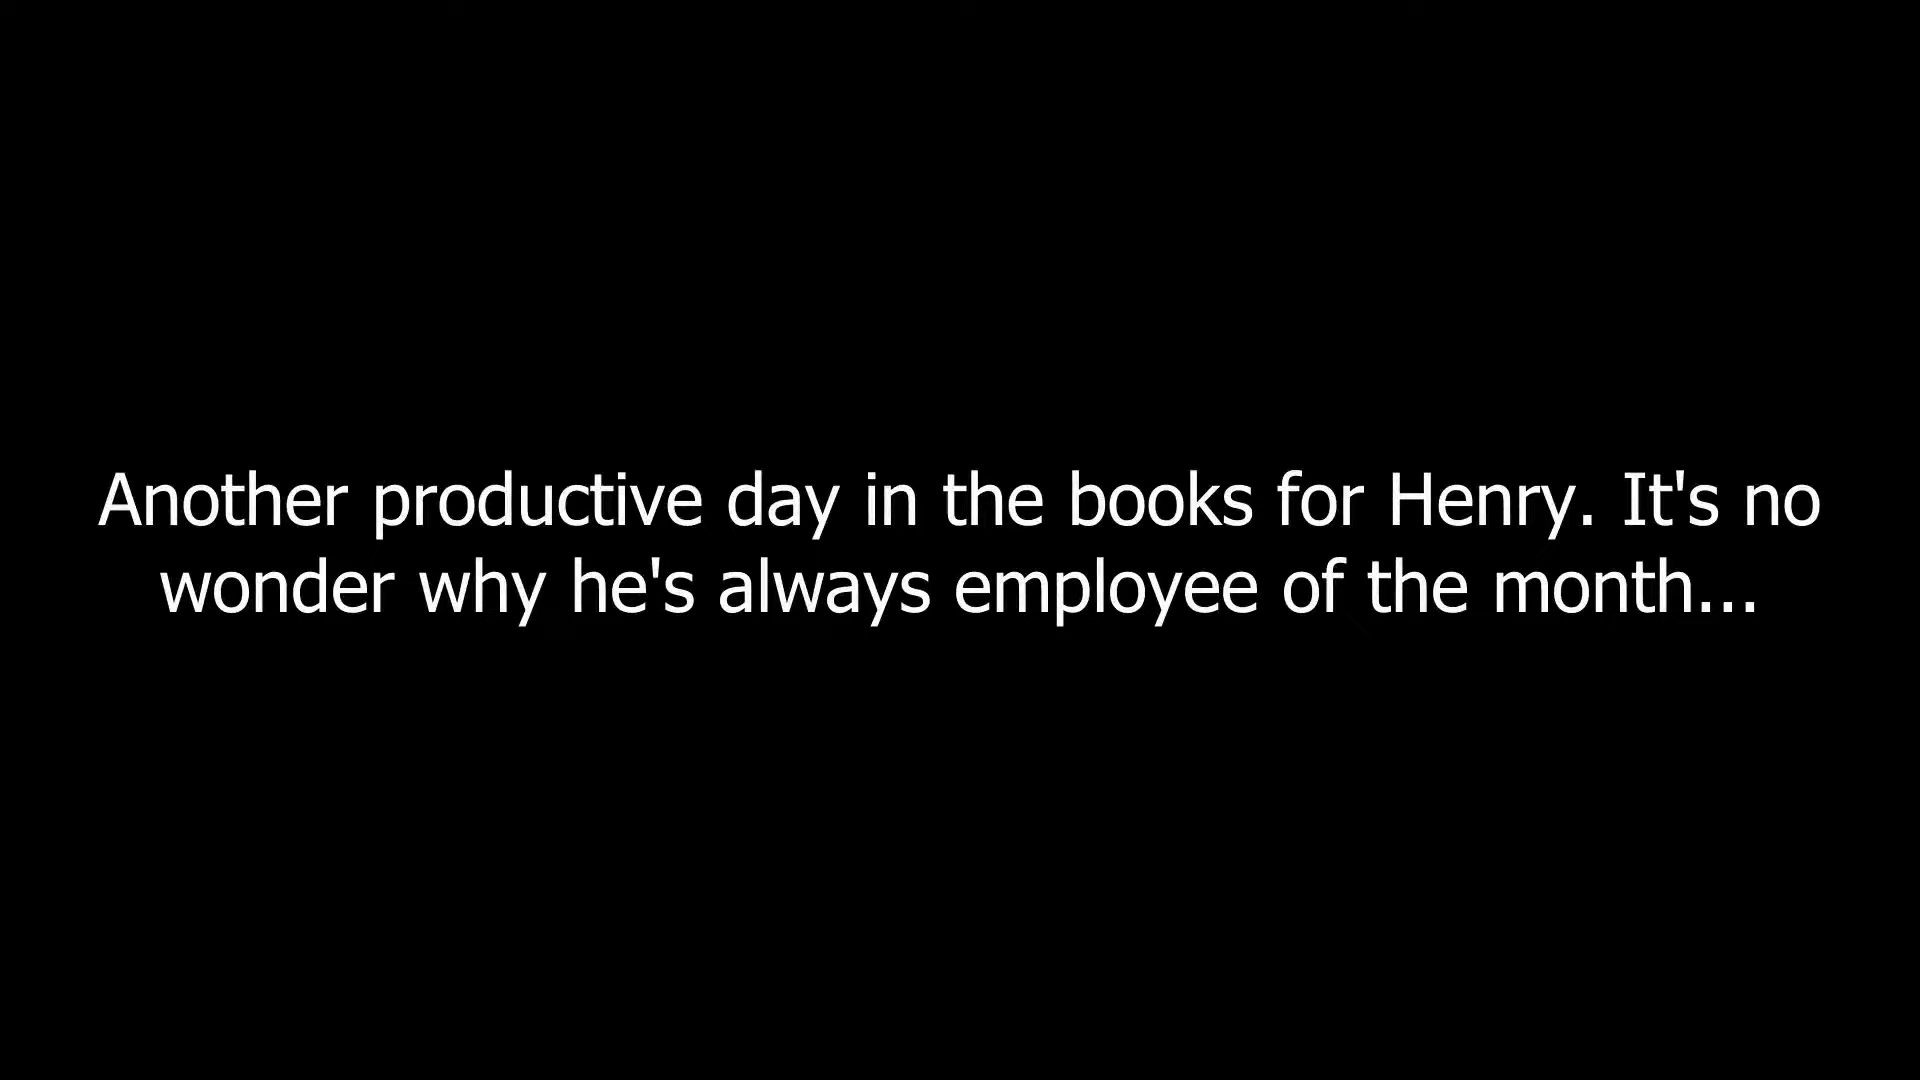 Another productive day in the books for Henry. It's no
wonder why he's always employee of the month...